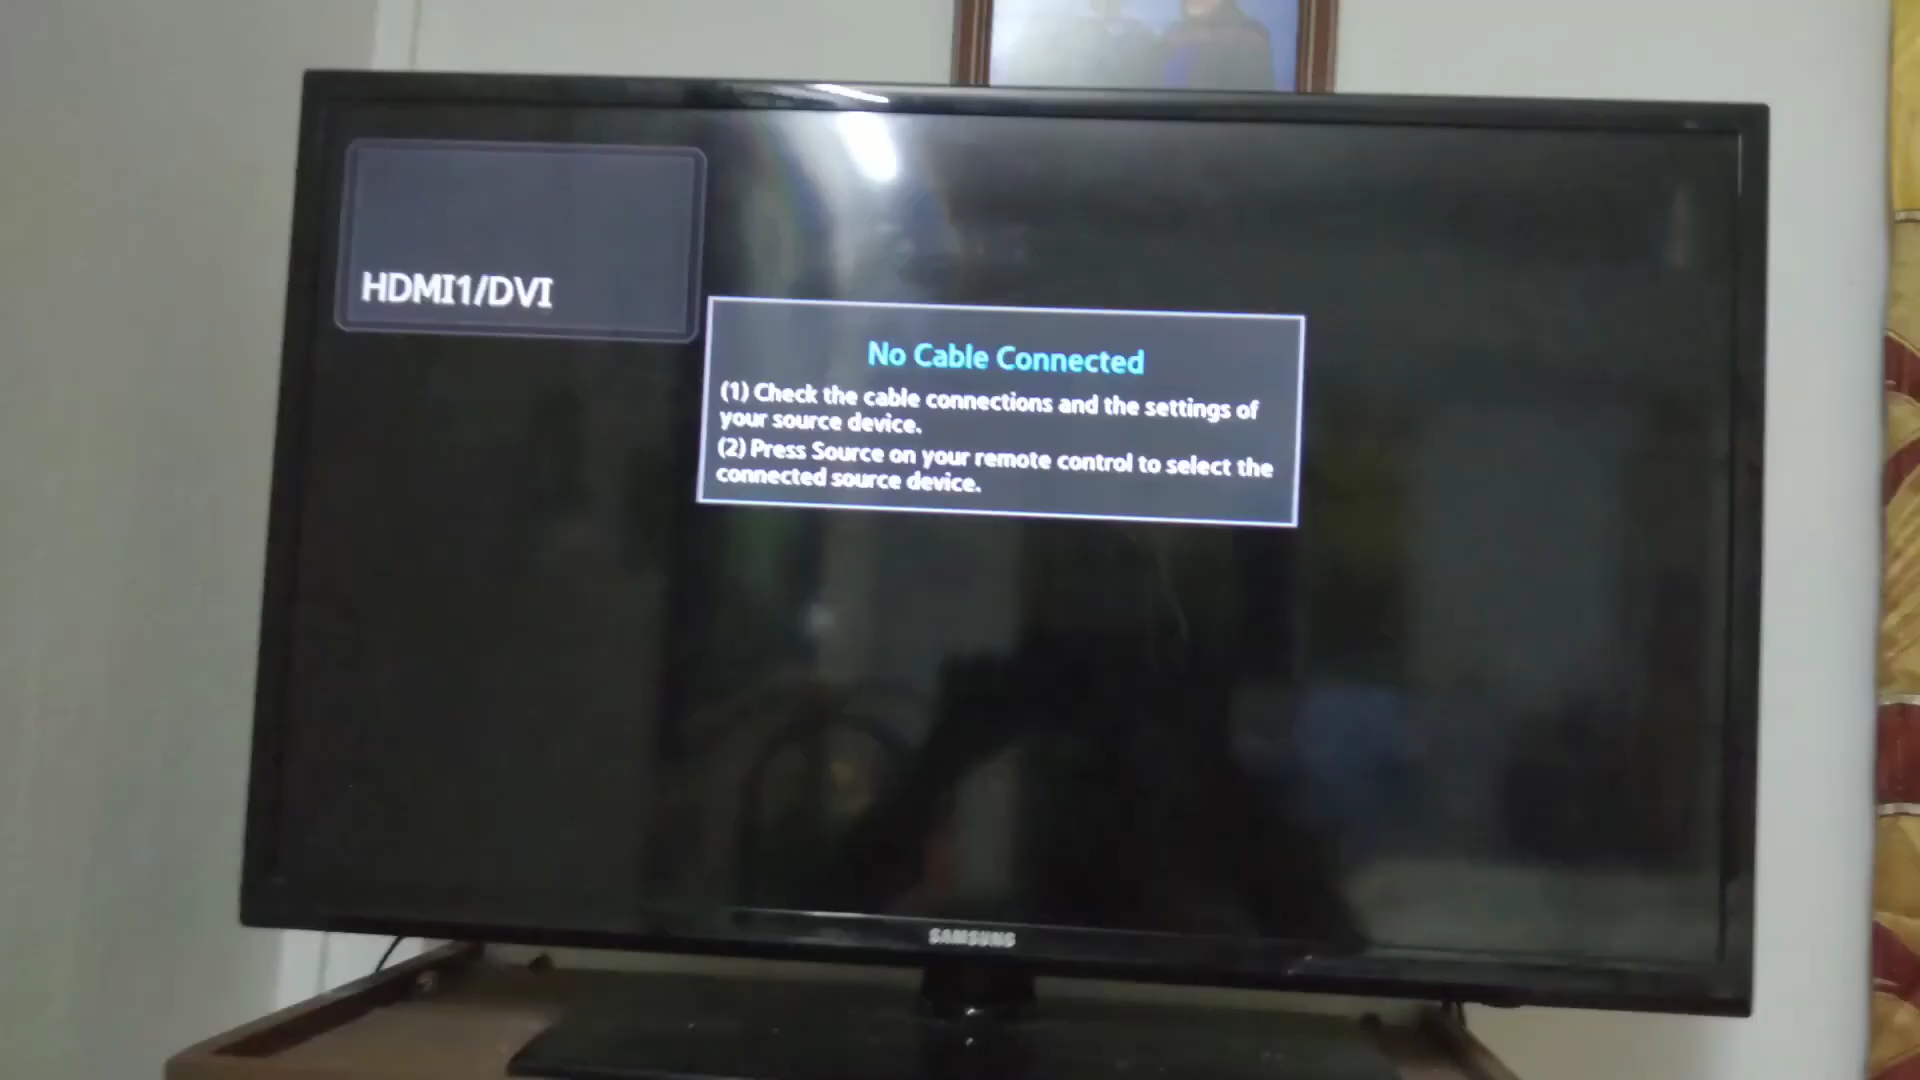 HDMI1/DVI
No Cable Connected
(1) Check the cable connections and the settings of
your source device.
(2) Press Source on your remote control to select the
connected source device.
SAMSUNG